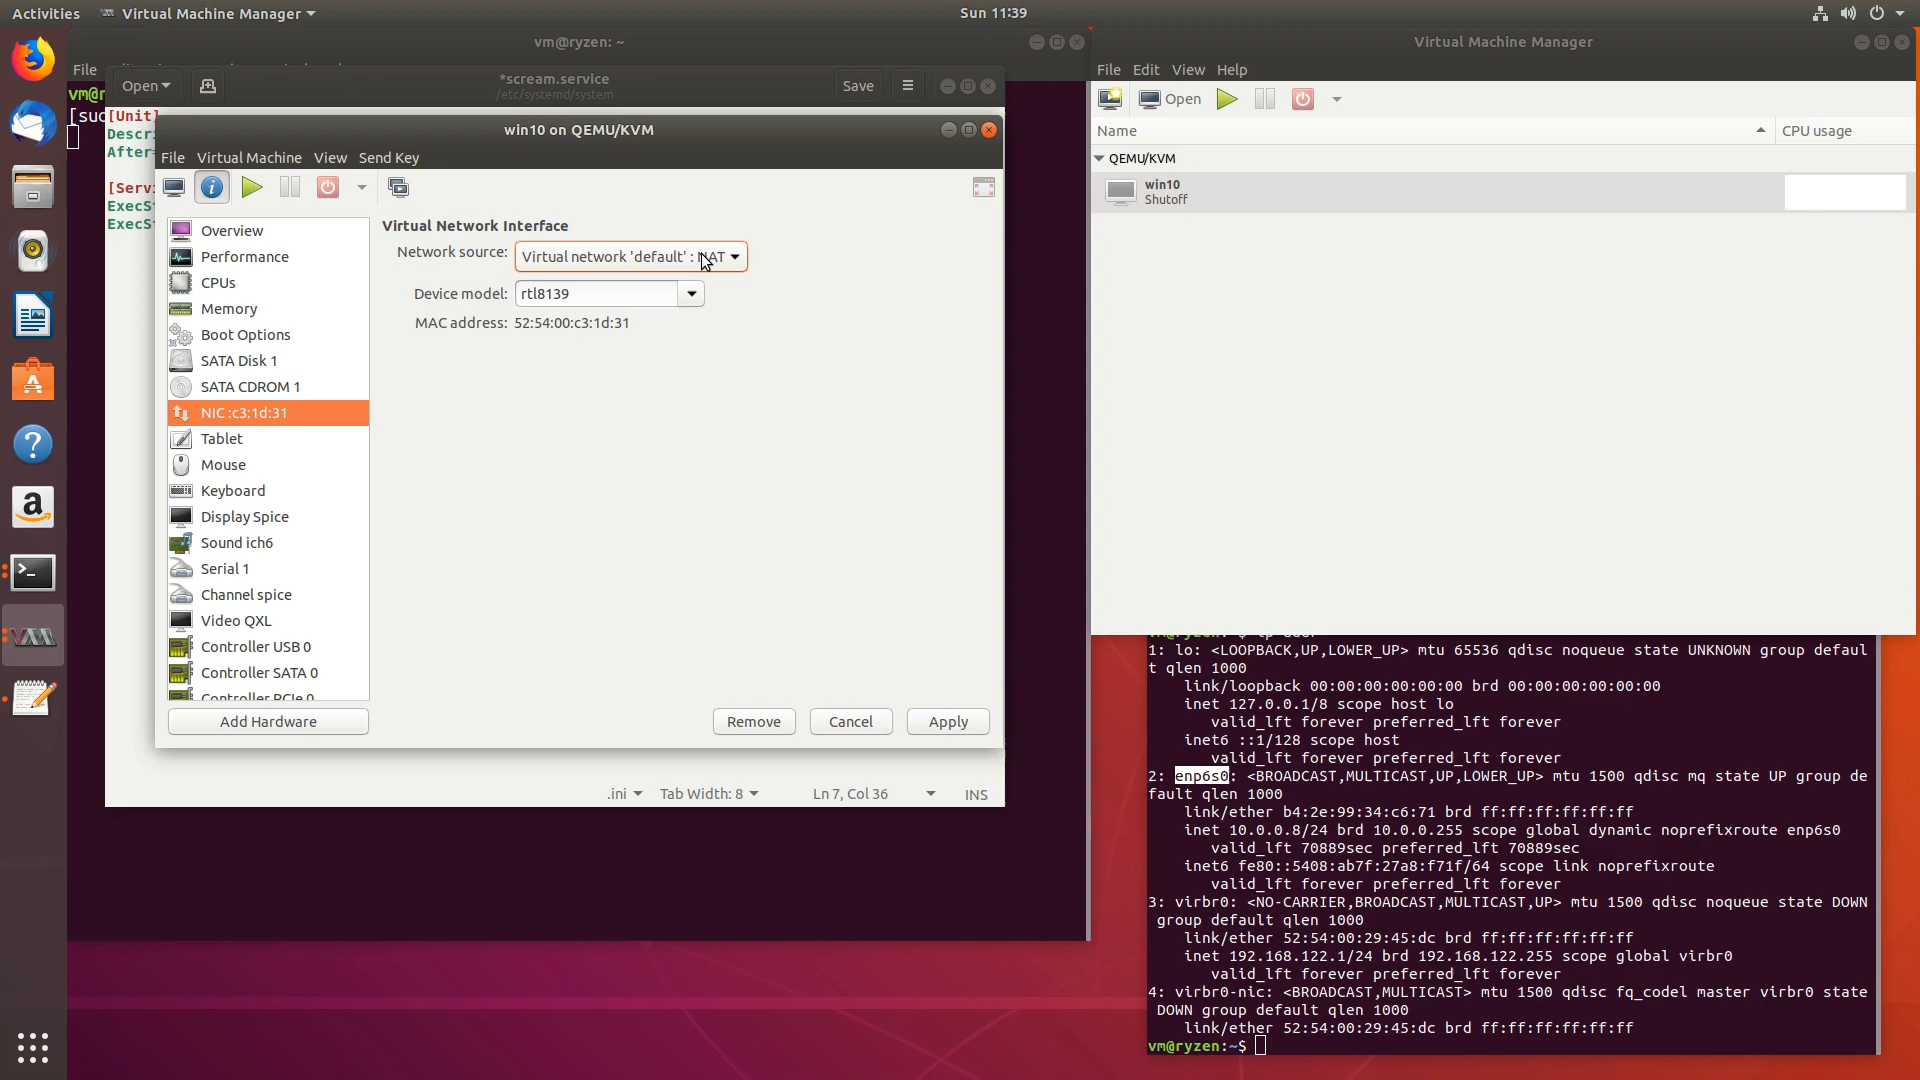 Activities Virtual Machine Manager Sun 11:39
vm@ryzen: ~
File
vm@r
[suc
Open *scream.service Save
/etc/systemd/system
[Unit]
Descri
After=
[Servi
ExecSt
ExecSt
win10 on QEMU/KVM
File Virtual Machine View Send Key
Overview
Performance
CPUs
Memory
Boot Options
SATA Disk 1
SATA CDROM 1
NIC :c3:1d:31
Tablet
Mouse
Keyboard
Display Spice
Sound ich6
Serial 1
Channel spice
Video QXL
Controller USB 0
Controller SATA 0
Controller PCIe 0
Add Hardware
Virtual Network Interface
Network source: Virtual network 'default' : NAT
Device model: rtl8139
MAC address: 52:54:00:c3:1d:31
Remove Cancel Apply
.ini Tab Width: 8 Ln 7, Col 36 INS
Virtual Machine Manager
File Edit View Help
Open
Name CPU usage
QEMU/KVM
win10
Shutoff
vm@ryzen:~$ ip addr
1: lo: <LOOPBACK,UP,LOWER_UP> mtu 65536 qdisc noqueue state UNKNOWN group defaul
t qlen 1000
link/loopback 00:00:00:00:00:00 brd 00:00:00:00:00:00
inet 127.0.0.1/8 scope host lo
valid_lft forever preferred_lft forever
inet6 ::1/128 scope host
valid_lft forever preferred_lft forever
2: enp6s0: <BROADCAST,MULTICAST,UP,LOWER_UP> mtu 1500 qdisc mq state UP group de
fault qlen 1000
link/ether b4:2e:99:34:c6:71 brd ff:ff:ff:ff:ff:ff
inet 10.0.0.8/24 brd 10.0.0.255 scope global dynamic noprefixroute enp6s0
valid_lft 70889sec preferred_lft 70889sec
inet6 fe80::5408:ab7f:27a8:f71f/64 scope link noprefixroute
valid_lft forever preferred_lft forever
3: virbr0: <NO-CARRIER,BROADCAST,MULTICAST,UP> mtu 1500 qdisc noqueue state DOWN
group default qlen 1000
link/ether 52:54:00:29:45:dc brd ff:ff:ff:ff:ff:ff
inet 192.168.122.1/24 brd 192.168.122.255 scope global virbr0
valid_lft forever preferred_lft forever
4: virbr0-nic: <BROADCAST,MULTICAST> mtu 1500 qdisc fq_codel master virbr0 state
DOWN group default qlen 1000
link/ether 52:54:00:29:45:dc brd ff:ff:ff:ff:ff:ff
vm@ryzen:~$